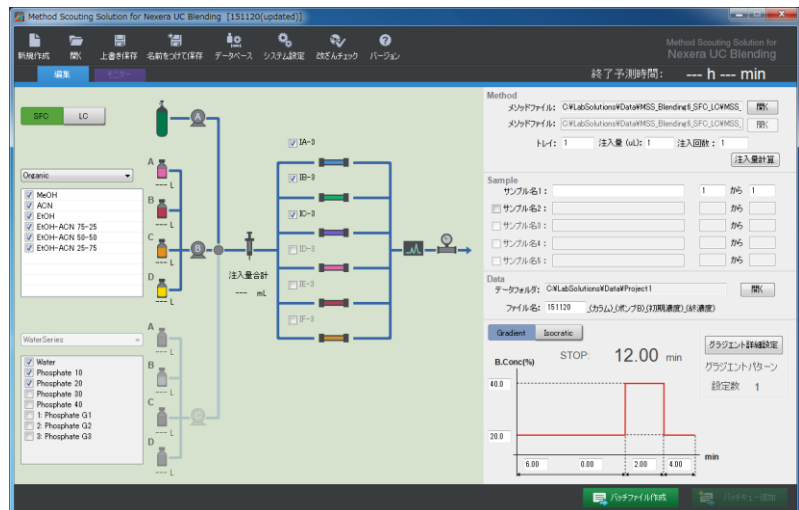 Method Scouting Solution for Nexera UC Blending [151120(updated)]
新規作成 開く 上書き保存 名前をつけて保存 データベース システム設定 改ざんチェック バージョン
Method Scouting Solution for
Nexera UC Blending
編集 モニター
終了予測時間: --- h --- min
SFC LC
A
Organic
MeOH
ACN
EtOH
EtOH-ACN 75-25
EtOH-ACN 50-50
EtOH-ACN 25-75
A
--- L
B
--- L
C
--- L
D
--- L
B
注入量合計
--- mL
IA-3
IB-3
IC-3
ID-3
IE-3
IF-3
WaterSeries
Water
Phosphate 10
Phosphate 20
Phosphate 30
Phosphate 40
1: Phosphate G1
2: Phosphate G2
3: Phosphate G3
A
--- L
B
--- L
C
--- L
D
--- L
C
Method
メソッドファイル: C:¥LabSolutions¥Data¥MSS_Blending¥_SFC_LC¥MSS_ 開く
メソッドファイル: C:¥LabSolutions¥Data¥MSS_Blending¥_SFC_LC¥MSS_ 開く
トレイ: 1 注入量 (uL): 1 注入回数: 1
注入量計算
Sample
サンプル名1: 1 から 1
サンプル名2: から
サンプル名3: から
サンプル名4: から
サンプル名5: から
Data
データフォルダ: C:¥LabSolutions¥Data¥Project1 開く
ファイル名: 151120 _(カラム)_(ポンプB)_(初期濃度)_(終濃度)
Gradient Isocratic
B.Conc(%) STOP: 12.00 min
グラジエント詳細設定
グラジエントパターン
設定数 1
40.0
20.0
min
6.00 0.00 2.00 4.00
バッチファイル作成 バッチキュー追加